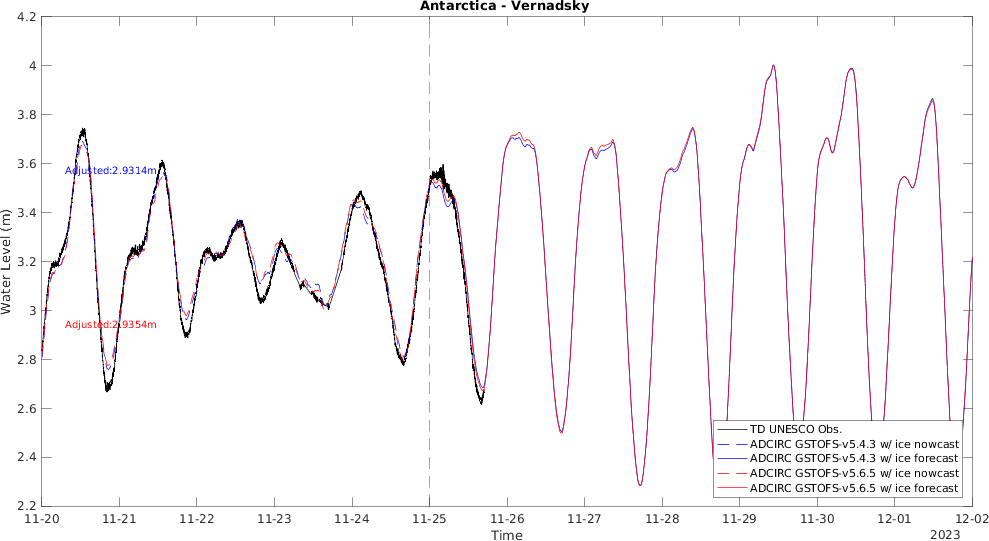 Antarctica - Vernadsky
4.2
4
3.8
3.6
3.4
3.2
3
2.8
2.6
2.4
2.2
Water Level (m)
Adjusted:2.9314m
Adjusted:2.9354m
TD UNESCO Obs.
ADCIRC GSTOFS-v5.4.3 w/ ice nowcast
ADCIRC GSTOFS-v5.4.3 w/ ice forecast
ADCIRC GSTOFS-v5.6.5 w/ ice nowcast
ADCIRC GSTOFS-v5.6.5 w/ ice forecast
11-20 11-21 11-22 11-23 11-24 11-25 11-26 11-27 11-28 11-29 11-30 12-01 12-02
Time
2023